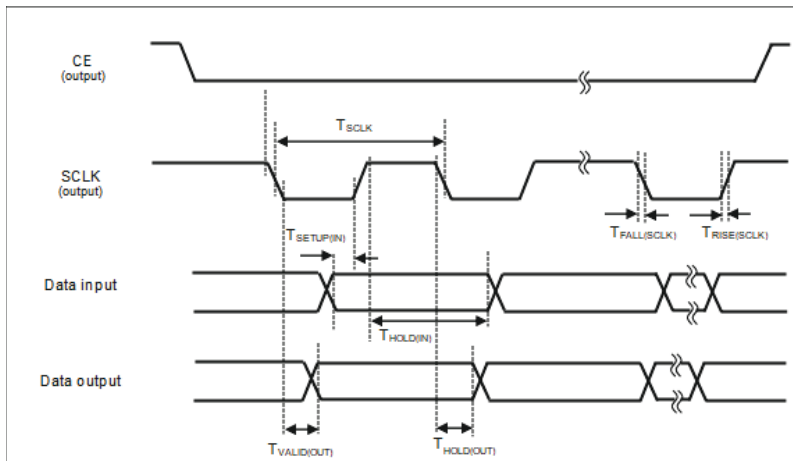 CE
(output)
TSCLK
SCLK
(output)
TSETUP(IN)
TFALL(SCLK)
TRISE(SCLK)
Data input
THOLD(IN)
Data output
TVALID(OUT)
THOLD(OUT)